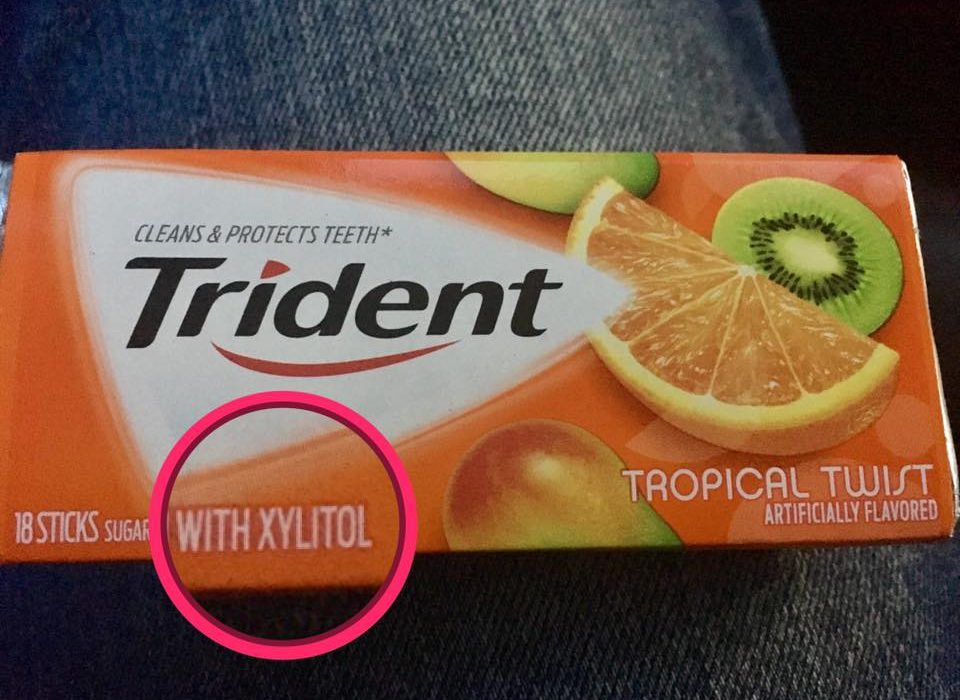 CLEANS & PROTECTS TEETH*
Trident
18 STICKS SUGAR WITH XYLITOL
TROPICAL TWIST
ARTIFICIALLY FLAVORED